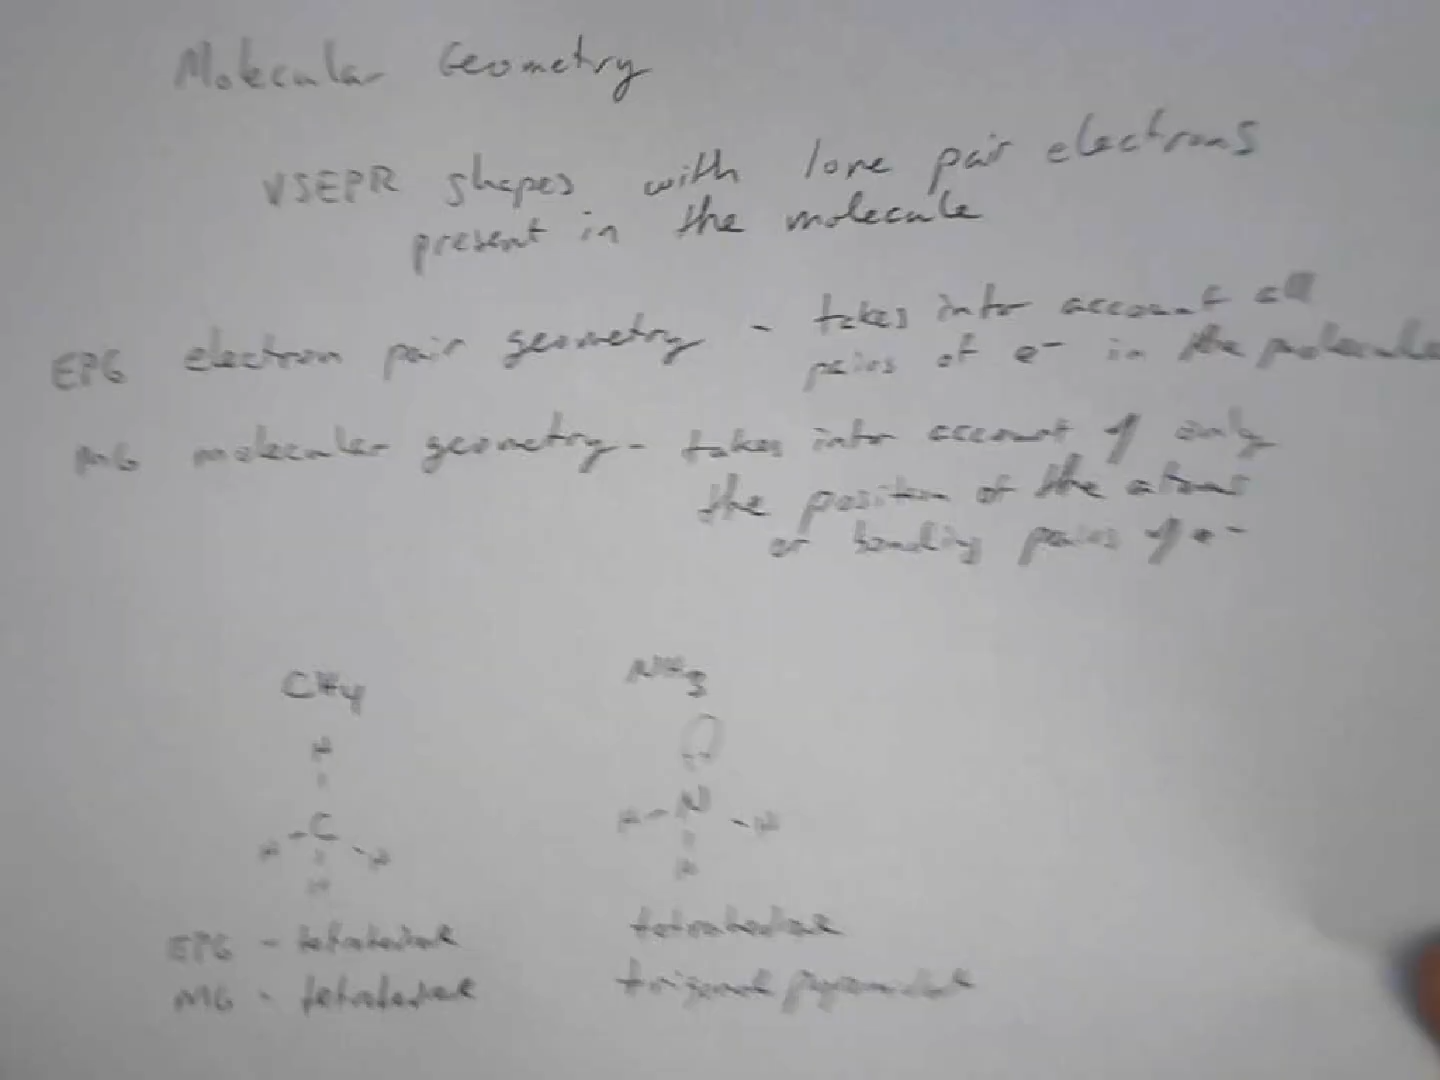 Molecular Geometry
VSEPR shapes with lone pair electrons
present in the molecule
EPG electron pair geometry - takes into account all
pairs of e- in the molecule
MG molecular geometry - takes into account of only
the position of the atoms
or bonding pairs of e-
CH4 NH3
H
H-C-H H-N-H
H H
EPG - tetrahedral tetrahedral
MG - tetrahedral trigonal pyramidal